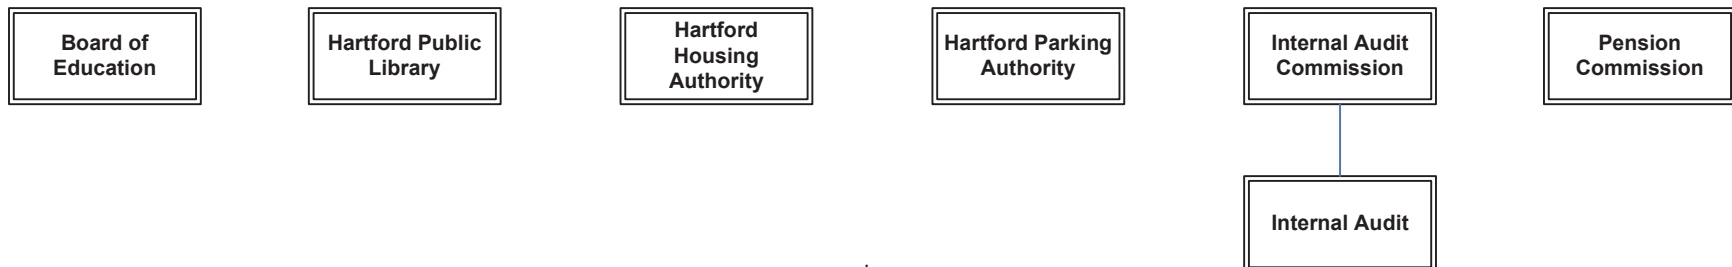 Board of
Education
Hartford Public
Library
Hartford
Housing
Authority
Hartford Parking
Authority
Internal Audit
Commission
Pension
Commission
Internal Audit